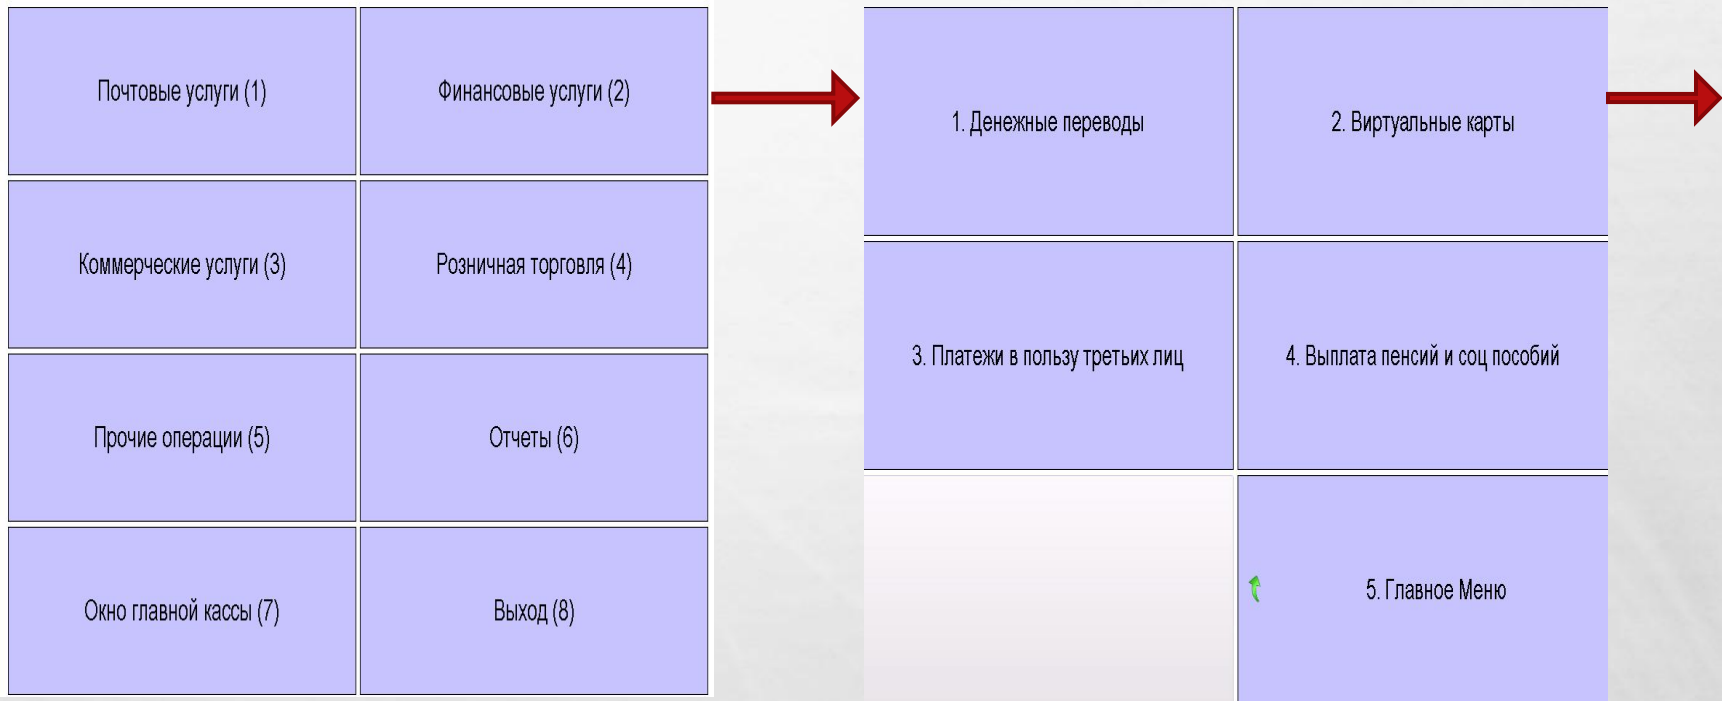 Почтовые услуги (1)
Финансовые услуги (2)
Коммерческие услуги (3)
Розничная торговля (4)
Прочие операции (5)
Отчеты (6)
Окно главной кассы (7)
Выход (8)
1. Денежные переводы
2. Виртуальные карты
3. Платежи в пользу третьих лиц
4. Выплата пенсий и соц пособий
5. Главное Меню